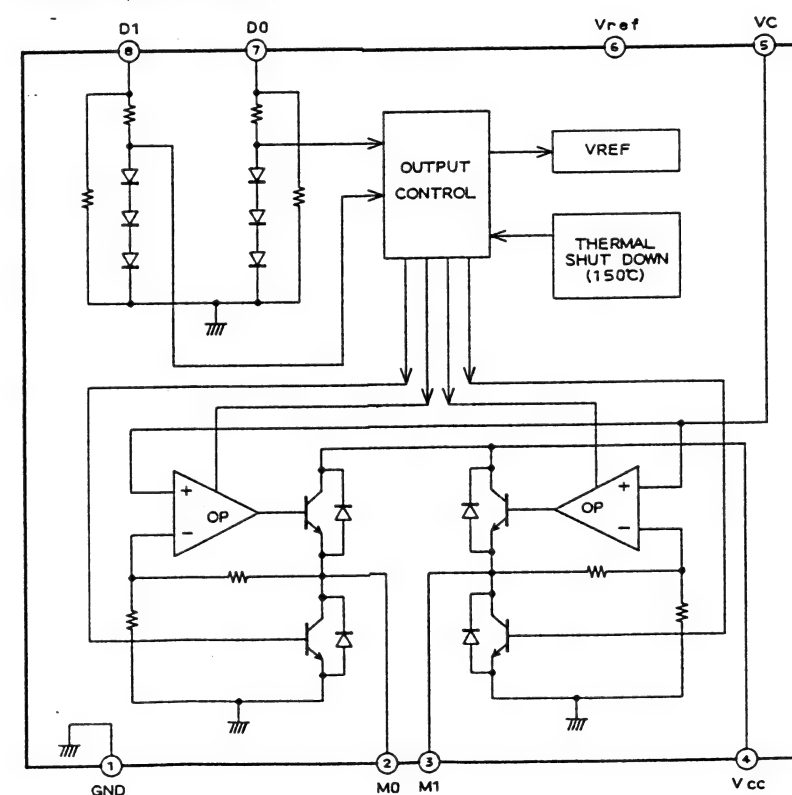 D1 D0 Vref VC
8 7 6 5
OUTPUT
CONTROL
VREF
THERMAL
SHUT DOWN
(150℃)
+ OP −
+ OP −
1 2 3 4
GND M0 M1 Vcc